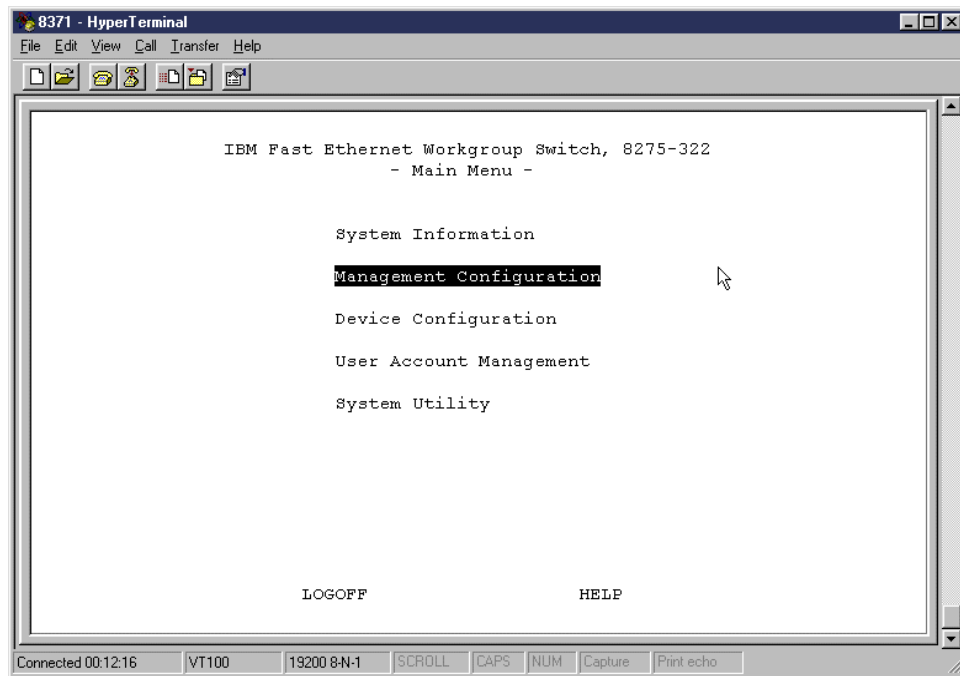 8371 - HyperTerminal
File Edit View Call Transfer Help
IBM Fast Ethernet Workgroup Switch, 8275-322
- Main Menu -
System Information
Management Configuration
Device Configuration
User Account Management
System Utility
LOGOFF HELP
Connected 00:12:16 VT100 19200 8-N-1 SCROLL CAPS NUM Capture Print echo